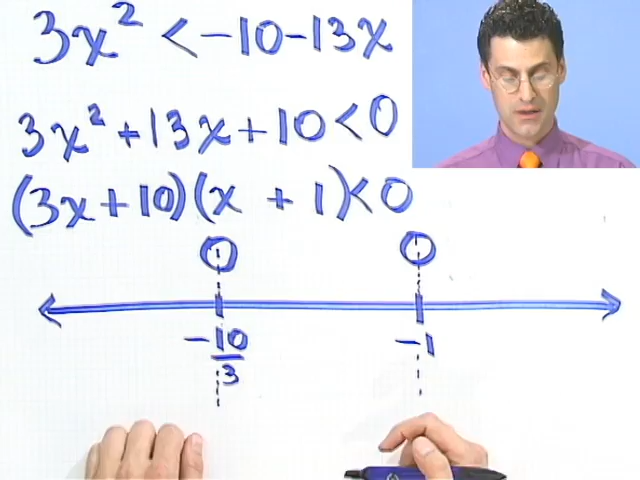 3x² < -10-13x
3x² + 13x + 10 < 0
(3x + 10)(x + 1) < 0
0 0
-10/3 -1